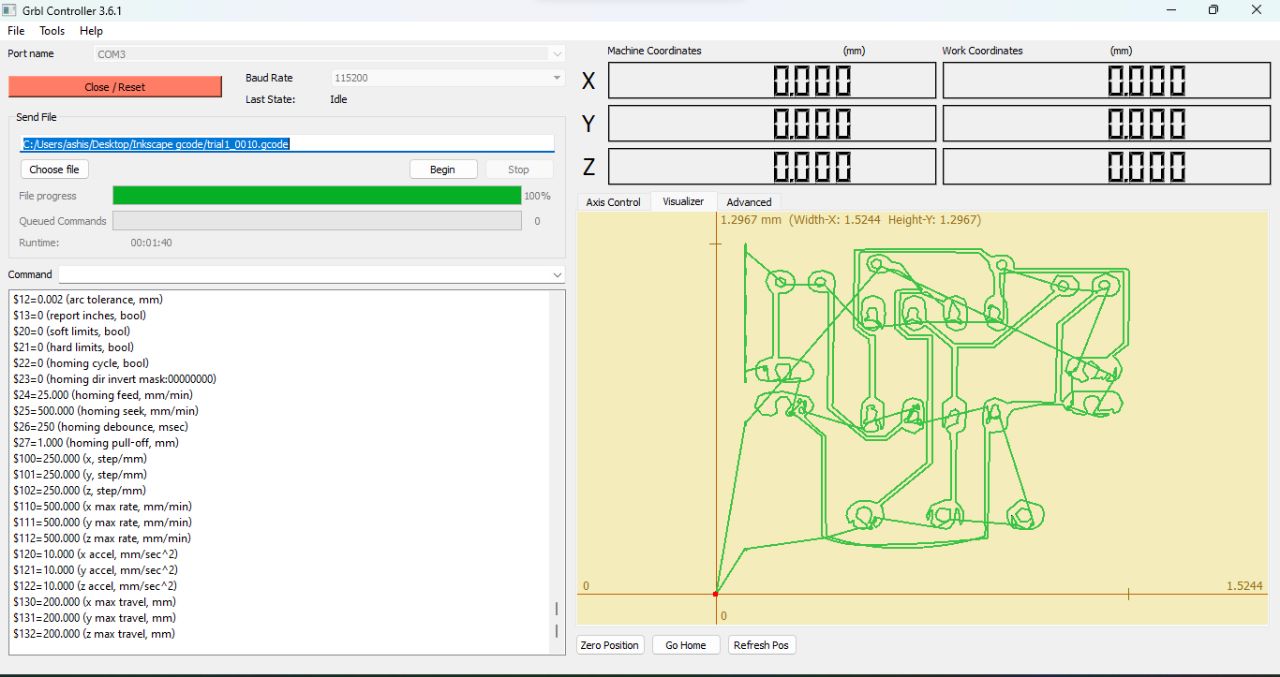 Grbl Controller 3.6.1
File Tools Help
Port name COM3
Close / Reset
Baud Rate 115200
Last State: Idle
Send File
C:/Users/ashis/Desktop/Inkscape gcode/trial1_0010.gcode
Choose file Begin Stop
File progress 100%
Queued Commands 0
Runtime: 00:01:40
Command
$12=0.002 (arc tolerance, mm)
$13=0 (report inches, bool)
$20=0 (soft limits, bool)
$21=0 (hard limits, bool)
$22=0 (homing cycle, bool)
$23=0 (homing dir invert mask:00000000)
$24=25.000 (homing feed, mm/min)
$25=500.000 (homing seek, mm/min)
$26=250 (homing debounce, msec)
$27=1.000 (homing pull-off, mm)
$100=250.000 (x, step/mm)
$101=250.000 (y, step/mm)
$102=250.000 (z, step/mm)
$110=500.000 (x max rate, mm/min)
$111=500.000 (y max rate, mm/min)
$112=500.000 (z max rate, mm/min)
$120=10.000 (x accel, mm/sec^2)
$121=10.000 (y accel, mm/sec^2)
$122=10.000 (z accel, mm/sec^2)
$130=200.000 (x max travel, mm)
$131=200.000 (y max travel, mm)
$132=200.000 (z max travel, mm)
Machine Coordinates (mm) Work Coordinates (mm)
X 0.000 0.000
Y 0.000 0.000
Z 0.000 0.000
Axis Control Visualizer Advanced
1.2967 mm (Width-X: 1.5244 Height-Y: 1.2967)
0 1.5244
0
Zero Position Go Home Refresh Pos